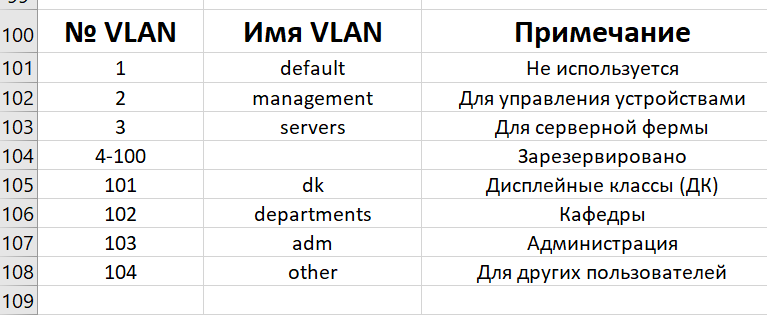 100 № VLAN Имя VLAN Примечание
101 1 default Не используется
102 2 management Для управления устройствами
103 3 servers Для серверной фермы
104 4-100 Зарезервировано
105 101 dk Дисплейные классы (ДК)
106 102 departments Кафедры
107 103 adm Администрация
108 104 other Для других пользователей
109